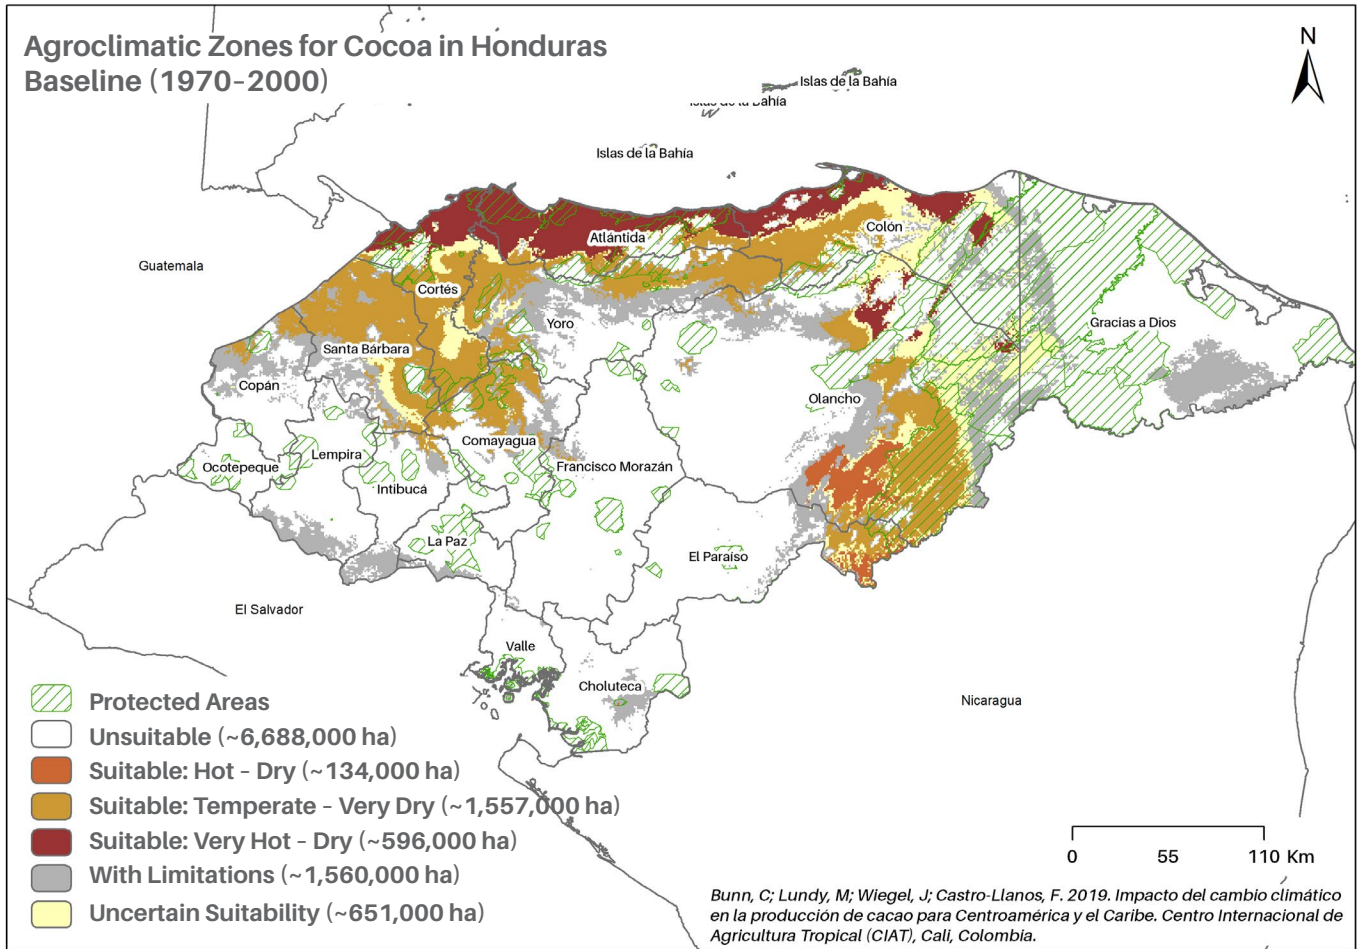 Agroclimatic Zones for Cocoa in Honduras
Baseline (1970–2000)
N
Islas de la Bahía
Islas de la Bahía
Islas de la Bahía
Guatemala
Atlántida
Colón
Cortés
Yoro
Gracias a Dios
Santa Bárbara
Copán
Olancho
Comayagua
Lempira
Ocotepeque
Francisco Morazán
Intibucá
La Paz
El Paraíso
El Salvador
Valle
Choluteca
Nicaragua
Protected Areas
Unsuitable (~6,688,000 ha)
Suitable: Hot – Dry (~134,000 ha)
Suitable: Temperate – Very Dry (~1,557,000 ha)
Suitable: Very Hot – Dry (~596,000 ha)
With Limitations (~1,560,000 ha)
Uncertain Suitability (~651,000 ha)
0 55 110 Km
Bunn, C; Lundy, M; Wiegel, J; Castro-Llanos, F. 2019. Impacto del cambio climático
en la producción de cacao para Centroamérica y el Caribe. Centro Internacional de
Agricultura Tropical (CIAT), Cali, Colombia.